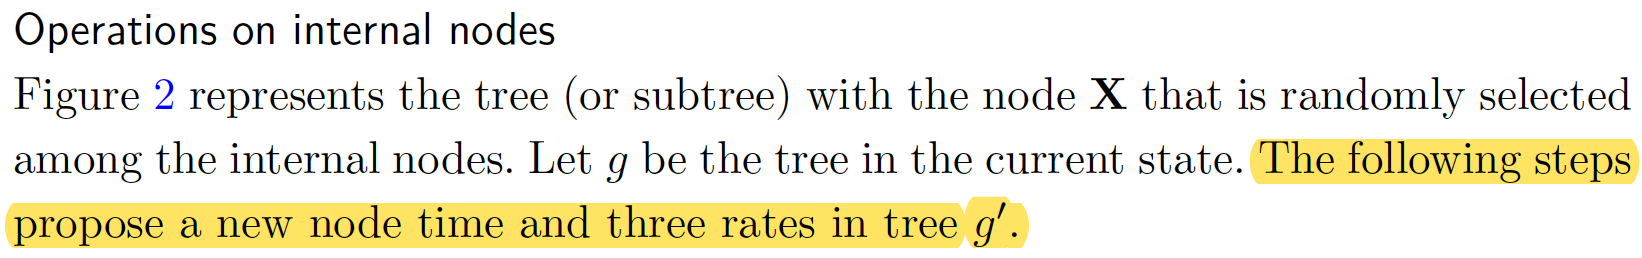 Operations on internal nodes
Figure 2 represents the tree (or subtree) with the node X that is randomly selected
among the internal nodes. Let g be the tree in the current state. The following steps
propose a new node time and three rates in tree g′.